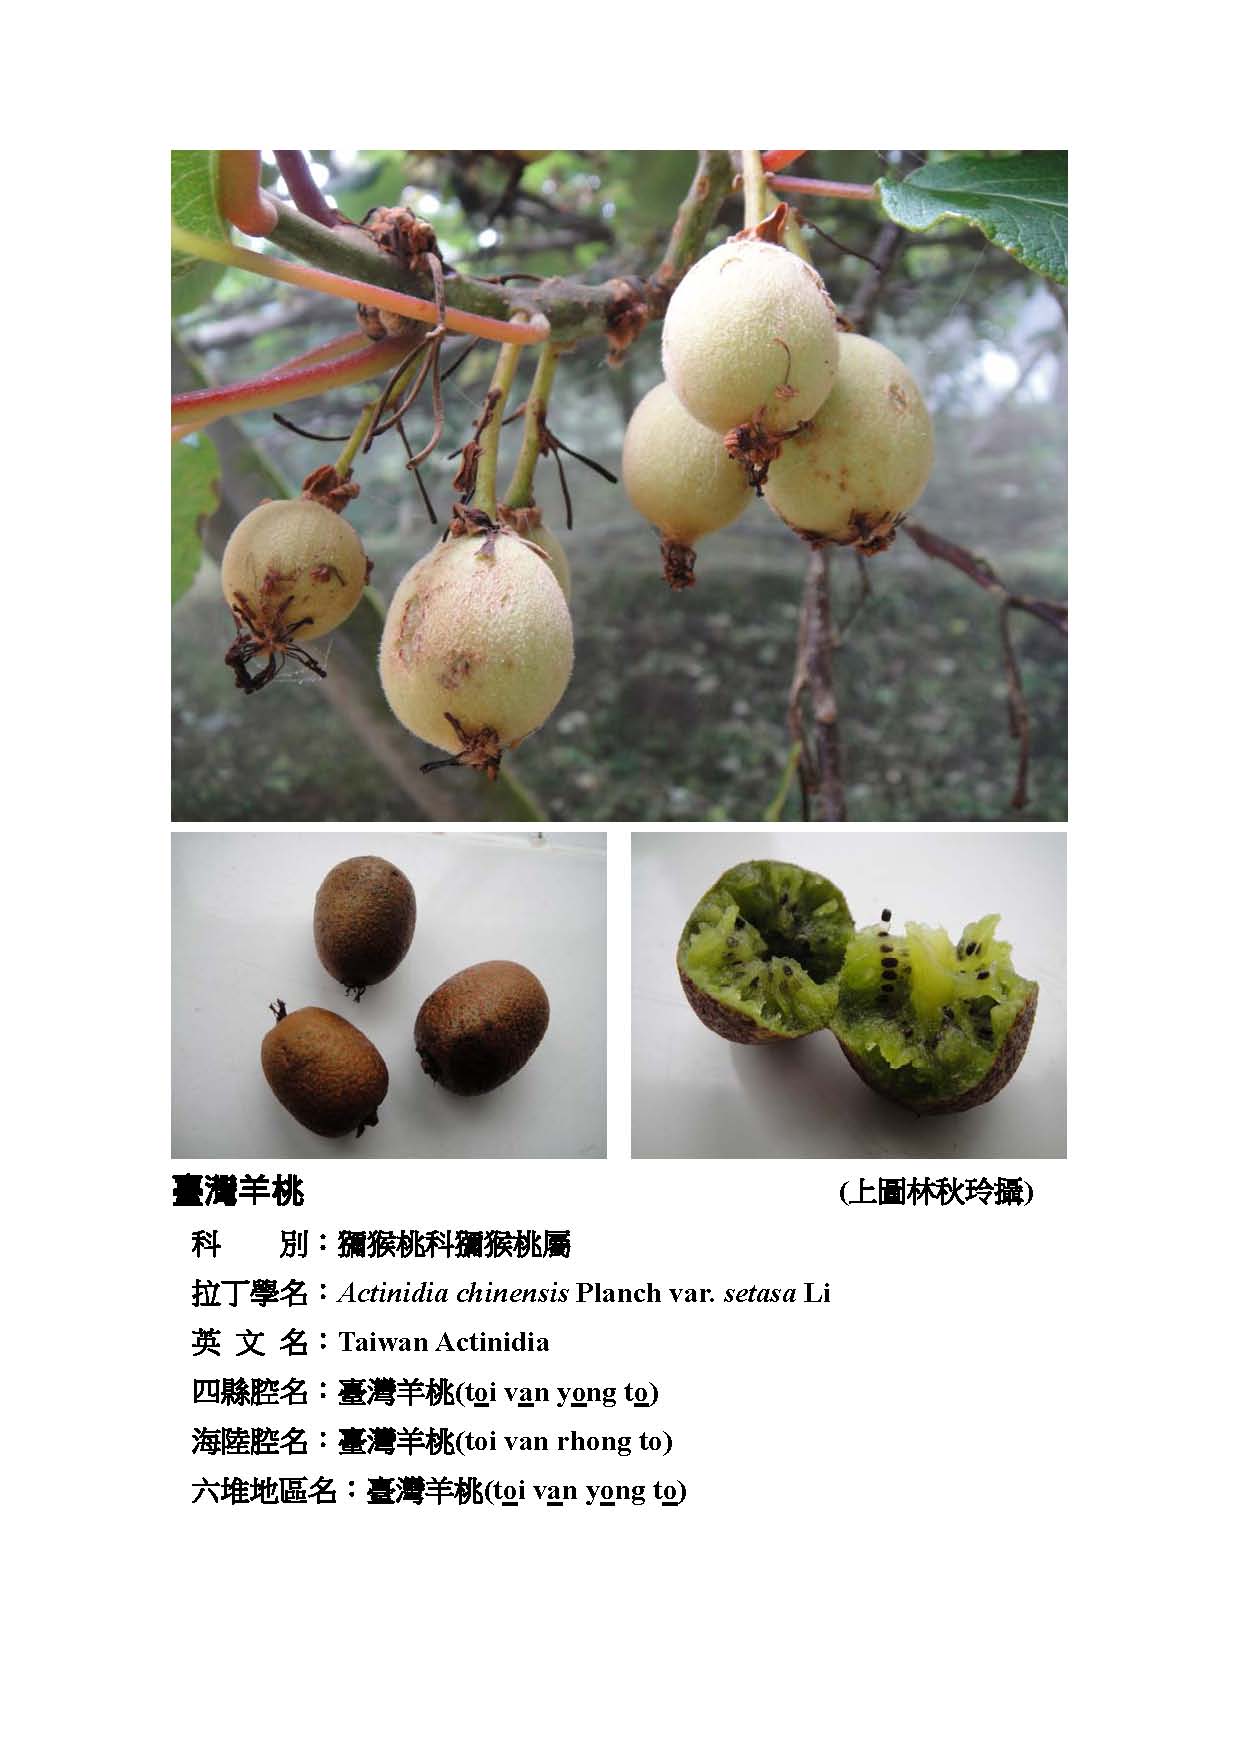 臺灣羊桃 (上圖林秋玲攝)
科　　別：獼猴桃科獼猴桃屬
拉丁學名：Actinidia chinensis Planch var. setasa Li
英 文 名：Taiwan Actinidia
四縣腔名：臺灣羊桃(toi van yong to)
海陸腔名：臺灣羊桃(toi van rhong to)
六堆地區名：臺灣羊桃(toi van yong to)